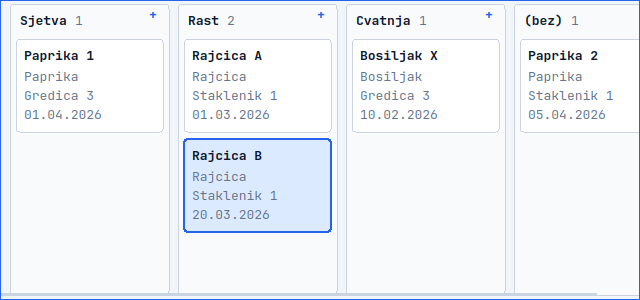 Sjetva 1 +
Paprika 1
Paprika
Gredica 3
01.04.2026
Rast 2 +
Rajcica A
Rajcica
Staklenik 1
01.03.2026
Rajcica B
Rajcica
Staklenik 1
20.03.2026
Cvatnja 1 +
Bosiljak X
Bosiljak
Gredica 3
10.02.2026
(bez) 1
Paprika 2
Paprika
Staklenik 1
05.04.2026